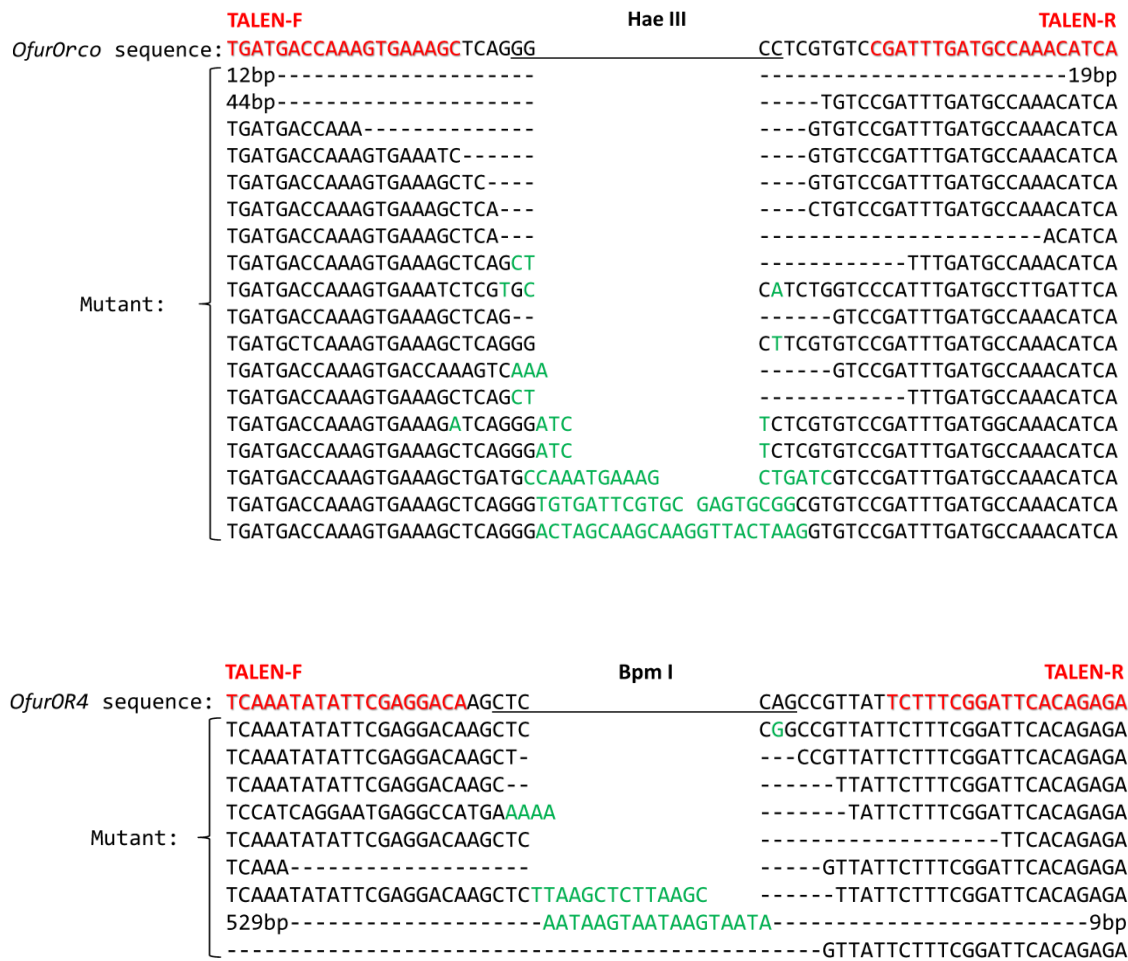 TALEN-F Hae III TALEN-R
OfurOrco sequence: TGATGACCAAAGTGAAAGCTCAGGG CCTCGTGTCCGATTTGATGCCAAACATCA
12bp--------------------- -------------------------19bp
44bp--------------------- -----TGTCCGATTTGATGCCAAACATCA
TGATGACCAAA-------------- ----GTGTCCGATTTGATGCCAAACATCA
TGATGACCAAAGTGAAATC------ ----GTGTCCGATTTGATGCCAAACATCA
TGATGACCAAAGTGAAAGCTC---- ----GTGTCCGATTTGATGCCAAACATCA
TGATGACCAAAGTGAAAGCTCA--- ----CTGTCCGATTTGATGCCAAACATCA
TGATGACCAAAGTGAAAGCTCA--- -----------------------ACATCA
TGATGACCAAAGTGAAAGCTCAGCT ------------TTTGATGCCAAACATCA
Mutant: TGATGACCAAAGTGAAATCTCGTGC CATCTGGTCCCATTTGATGCCTTGATTCA
TGATGACCAAAGTGAAAGCTCAG-- ------GTCCGATTTGATGCCAAACATCA
TGATGCTCAAAGTGAAAGCTCAGGG CTTCGTGTCCGATTTGATGCCAAACATCA
TGATGACCAAAGTGACCAAAGTCAAA ------GTCCGATTTGATGCCAAACATCA
TGATGACCAAAGTGAAAGCTCAGCT ------------TTTGATGCCAAACATCA
TGATGACCAAAGTGAAAGATCAGGGATC TCTCGTGTCCGATTTGATGGCAAACATCA
TGATGACCAAAGTGAAAGCTCAGGGATC TCTCGTGTCCGATTTGATGCCAAACATCA
TGATGACCAAAGTGAAAGCTGATGCCAAATGAAAG CTGATCGTCCGATTTGATGCCAAACATCA
TGATGACCAAAGTGAAAGCTCAGGGTGTGATTCGTGC GAGTGCGGCGTGTCCGATTTGATGCCAAACATCA
TGATGACCAAAGTGAAAGCTCAGGGACTAGCAAGCAAGGTTACTAAGGTGTCCGATTTGATGCCAAACATCA
TALEN-F Bpm I TALEN-R
OfurOR4 sequence: TCAAATATATTCGAGGACAAGCTC CAGCCGTTATTCTTTCGGATTCACAGAGA
TCAAATATATTCGAGGACAAGCTC CGGCCGTTATTCTTTCGGATTCACAGAGA
TCAAATATATTCGAGGACAAGCT- ---CCGTTATTCTTTCGGATTCACAGAGA
TCAAATATATTCGAGGACAAGC-- ------TTATTCTTTCGGATTCACAGAGA
TCCATCAGGAATGAGGCCATGAAAAA -------TATTCTTTCGGATTCACAGAGA
Mutant: TCAAATATATTCGAGGACAAGCTC -------------------TTCACAGAGA
TCAAA------------------- -----GTTATTCTTTCGGATTCACAGAGA
TCAAATATATTCGAGGACAAGCTCTTAAGCTCTTAAGC ------TTATTCTTTCGGATTCACAGAGA
529bp--------------------AATAAGTAATAAGTAATA-------------------------9bp
------------------------------------------------GTTATTCTTTCGGATTCACAGAGA